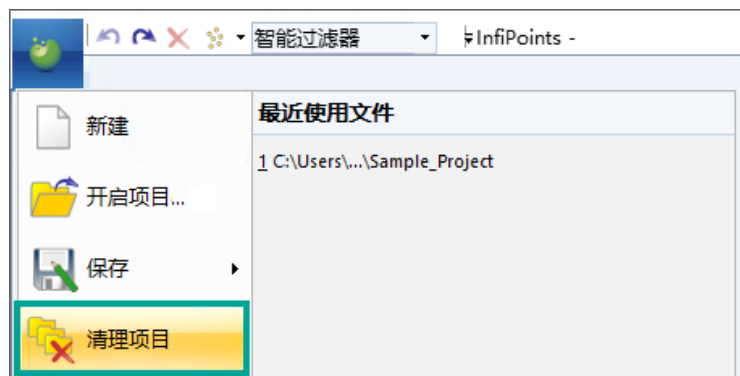 智能过滤器
InfiPoints -
新建
最近使用文件
1 C:\Users\...\Sample_Project
开启项目...
保存
清理项目